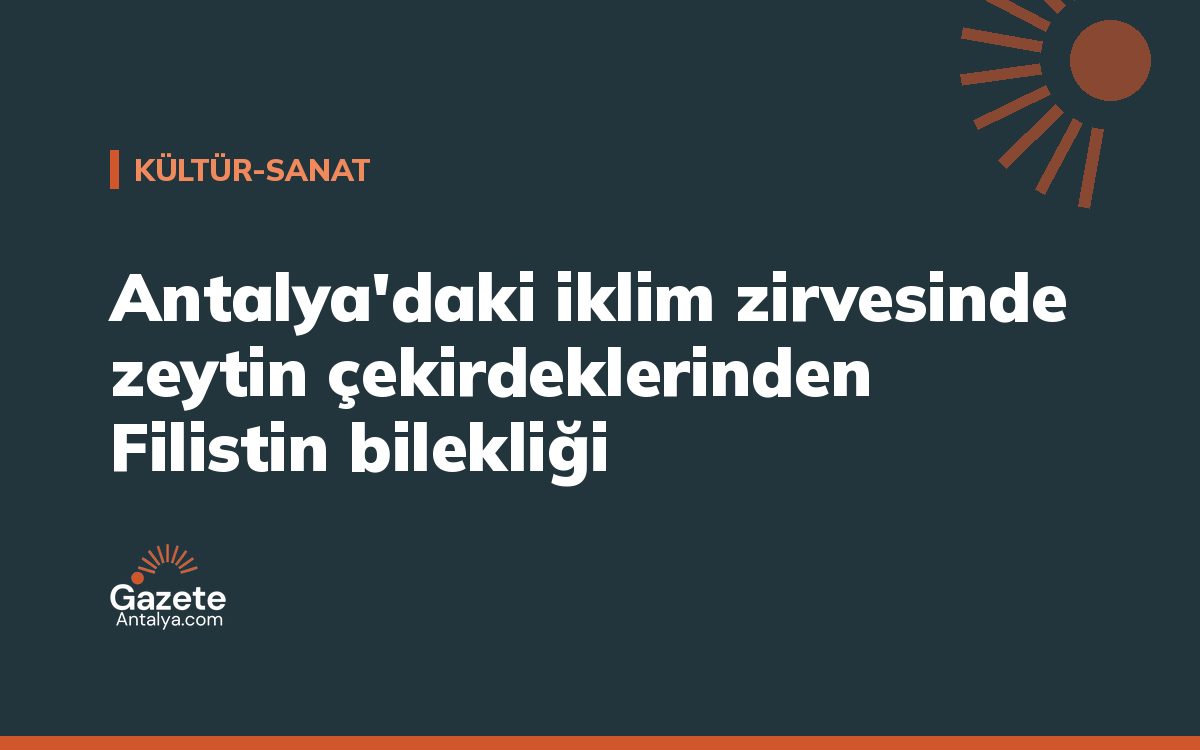 KÜLTÜR-SANAT
Antalya'daki iklim zirvesinde
zeytin çekirdeklerinden
Filistin bilekliği
Gazete
Antalya.com